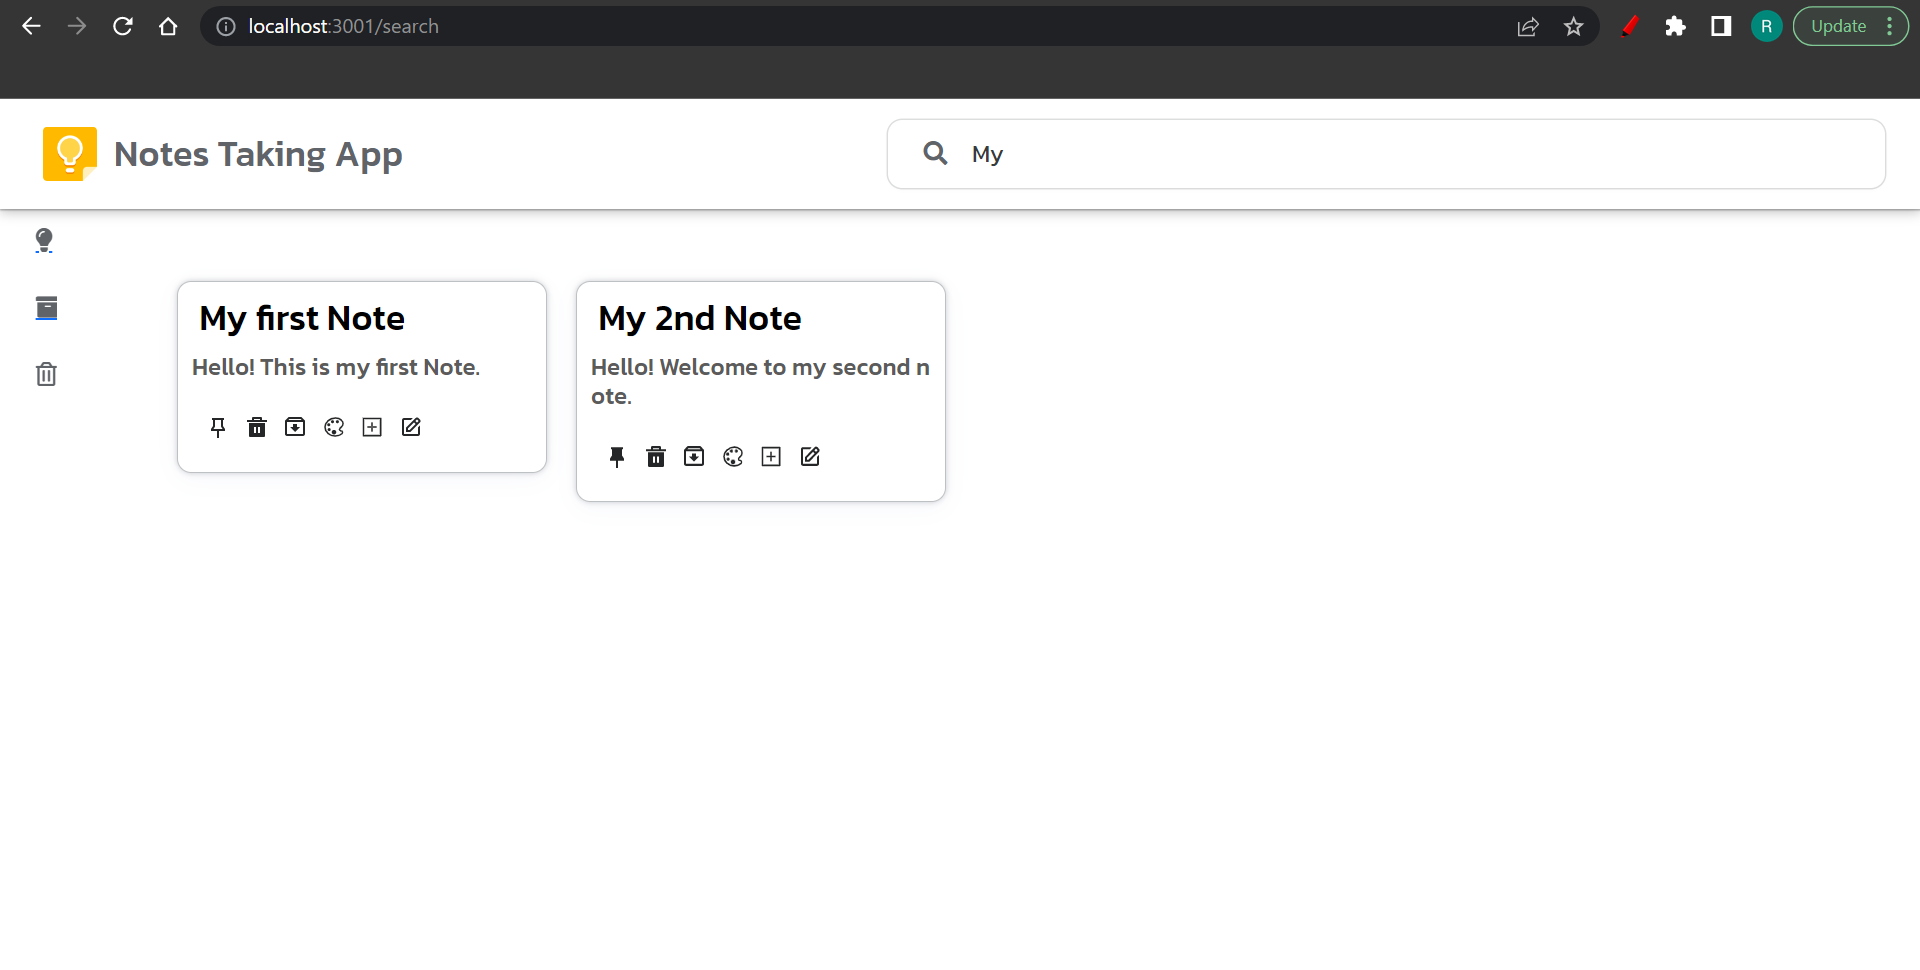 localhost:3001/search
R
Update
Notes Taking App
My
My first Note
Hello! This is my first Note.
My 2nd Note
Hello! Welcome to my second n
ote.